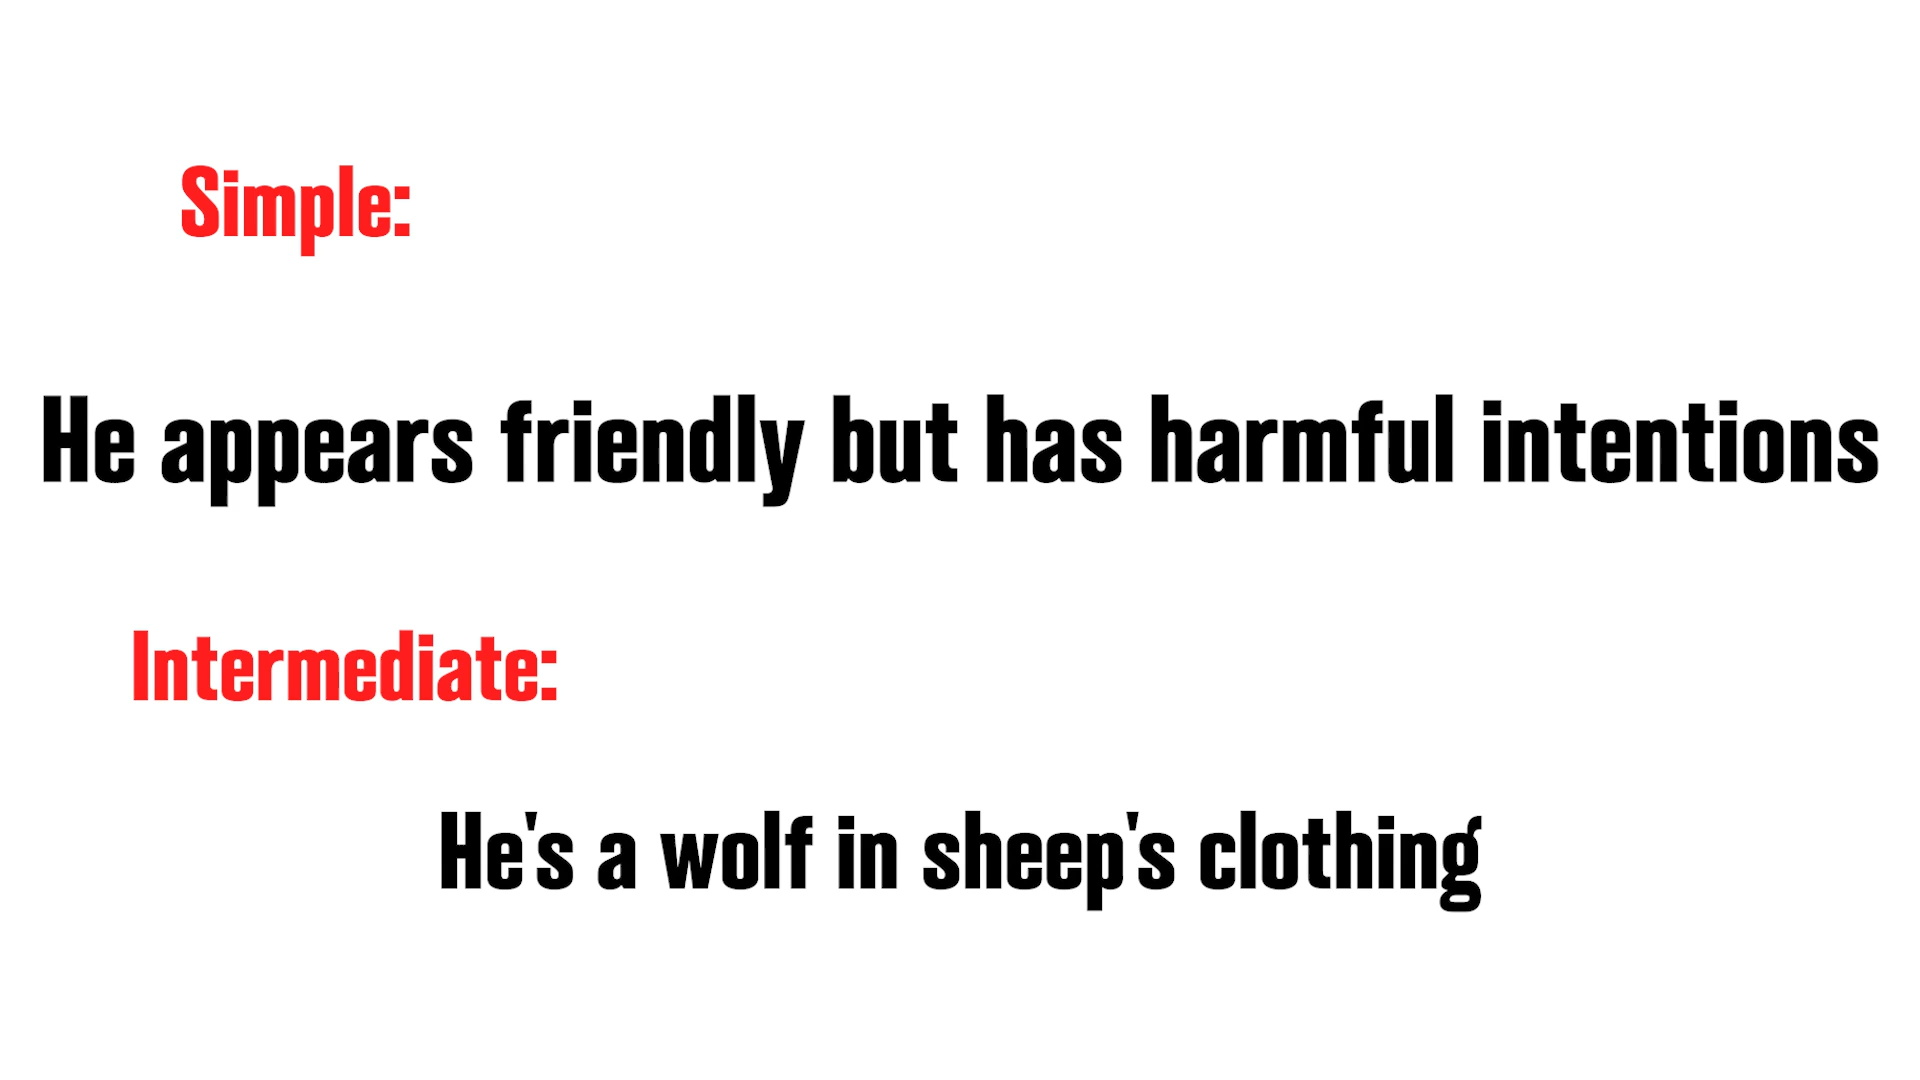 Simple:
He appears friendly but has harmful intentions
Intermediate:
He's a wolf in sheep's clothing